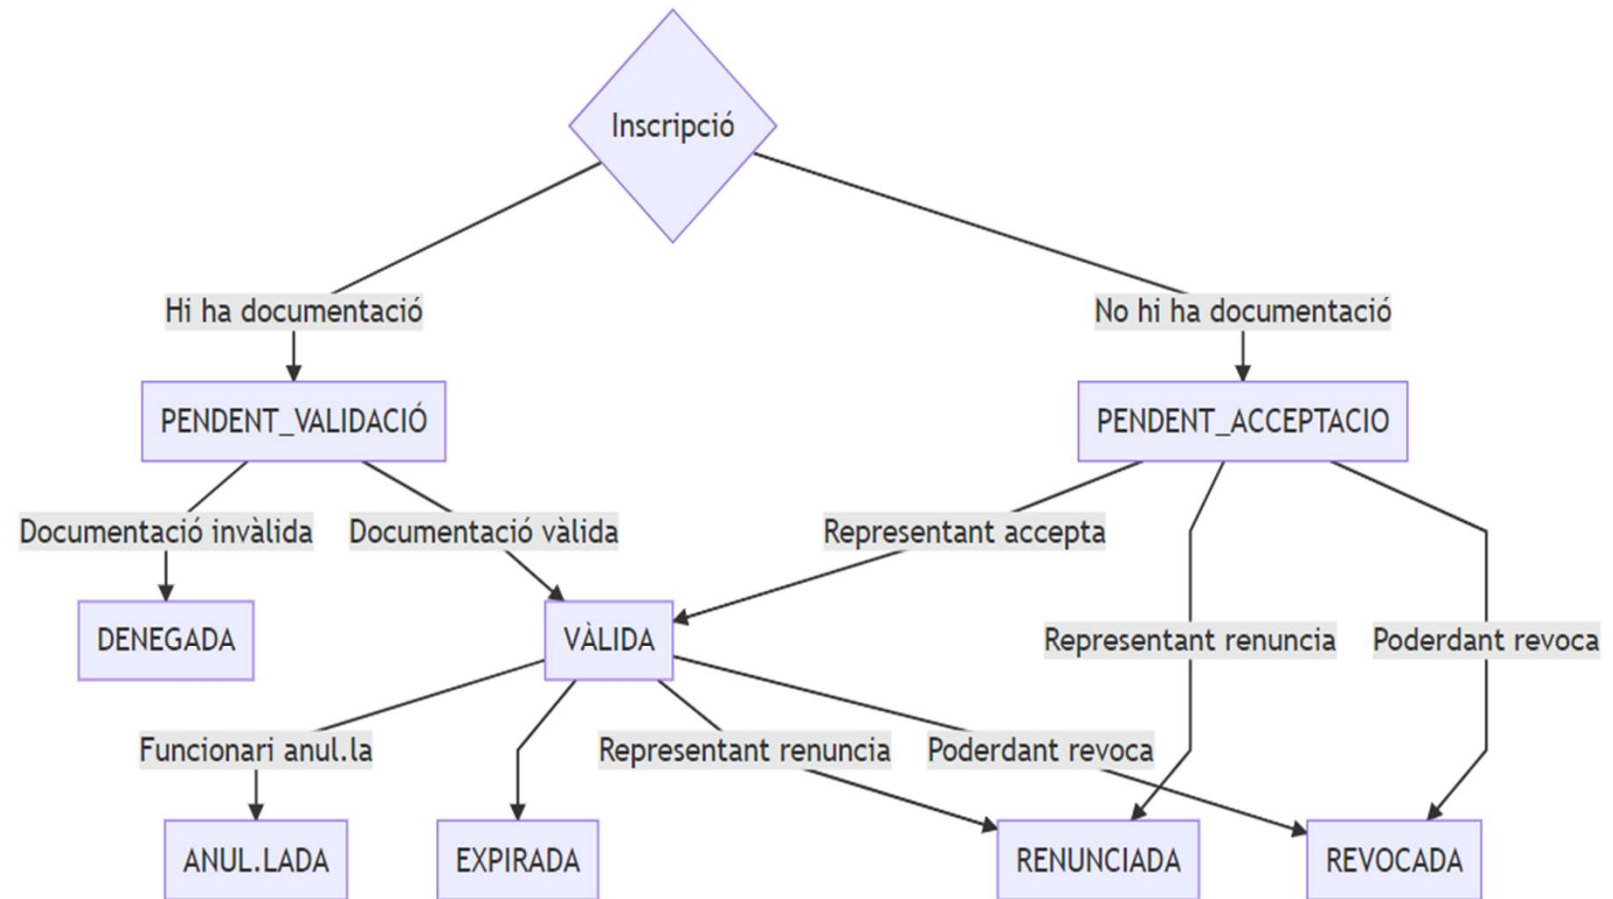 Inscripció
Hi ha documentació
No hi ha documentació
PENDENT_VALIDACIÓ
PENDENT_ACCEPTACIO
Documentació invàlida
Documentació vàlida
Representant accepta
DENEGADA
VÀLIDA
Representant renuncia
Poderdant revoca
Funcionari anul.la
Representant renuncia
Poderdant revoca
ANUL.LADA
EXPIRADA
RENUNCIADA
REVOCADA